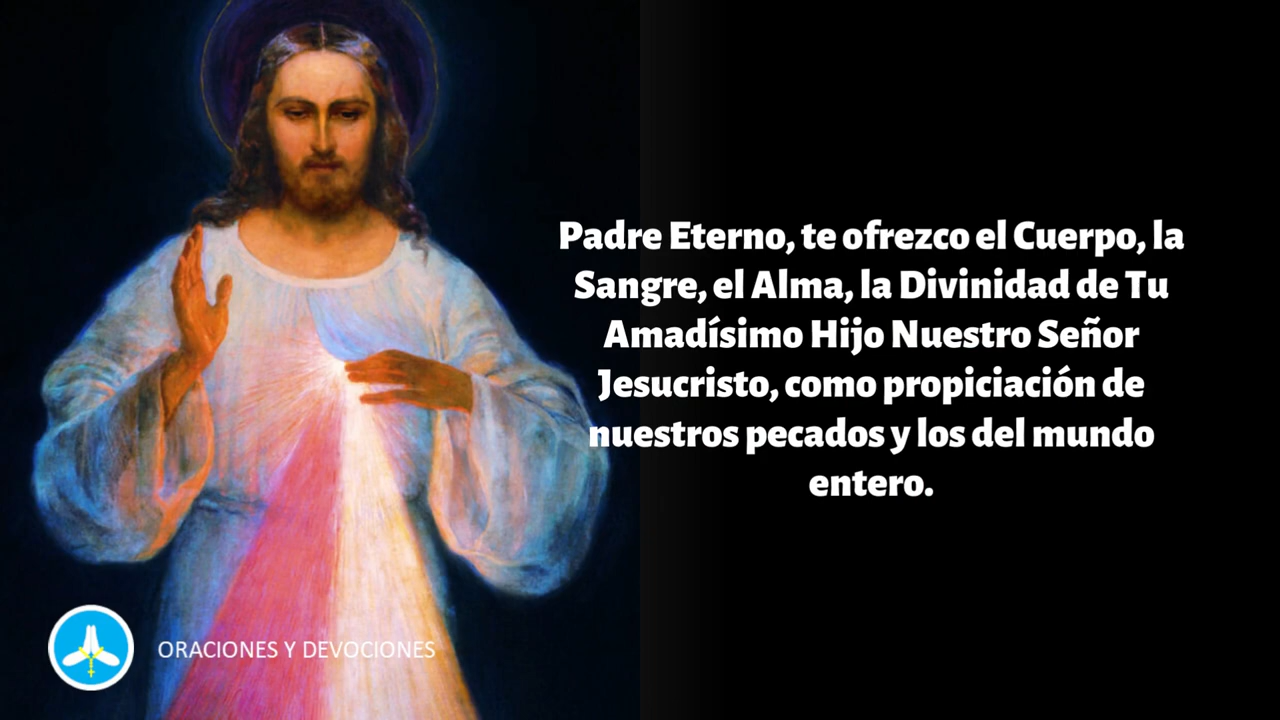 Padre Eterno, te ofrezco el Cuerpo, la
Sangre, el Alma, la Divinidad de Tu
Amadísimo Hijo Nuestro Señor
Jesucristo, como propiciación de
nuestros pecados y los del mundo
entero.
ORACIONES Y DEVOCIONES